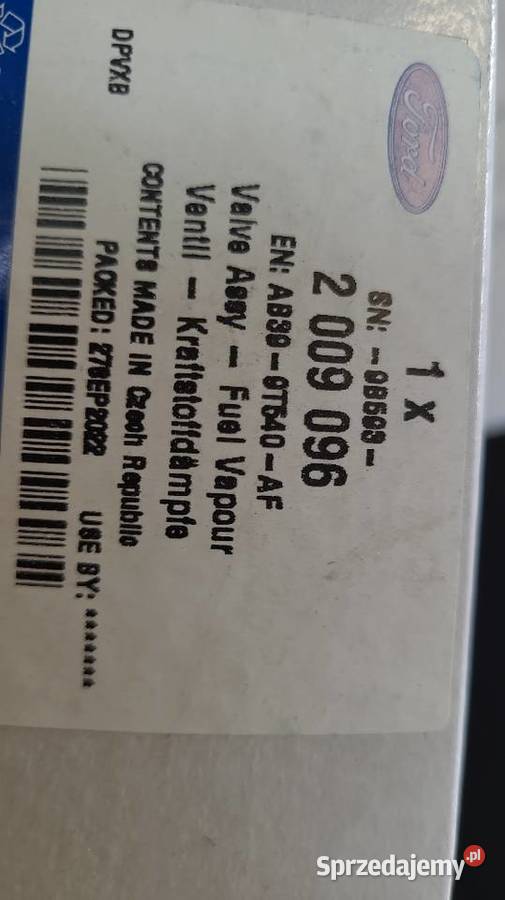 Ford
1 x
SN: -9B593-
2 009 096
EN: AB39-9T540-AF
Valve Assy - Fuel Vapour
Ventil - Kraftstoffdämpfe
CONTENTS MADE IN Czech Republic
PACKED: 27SEP2022 USE BY: ********
DPVXB
Sprzedajemy.pl